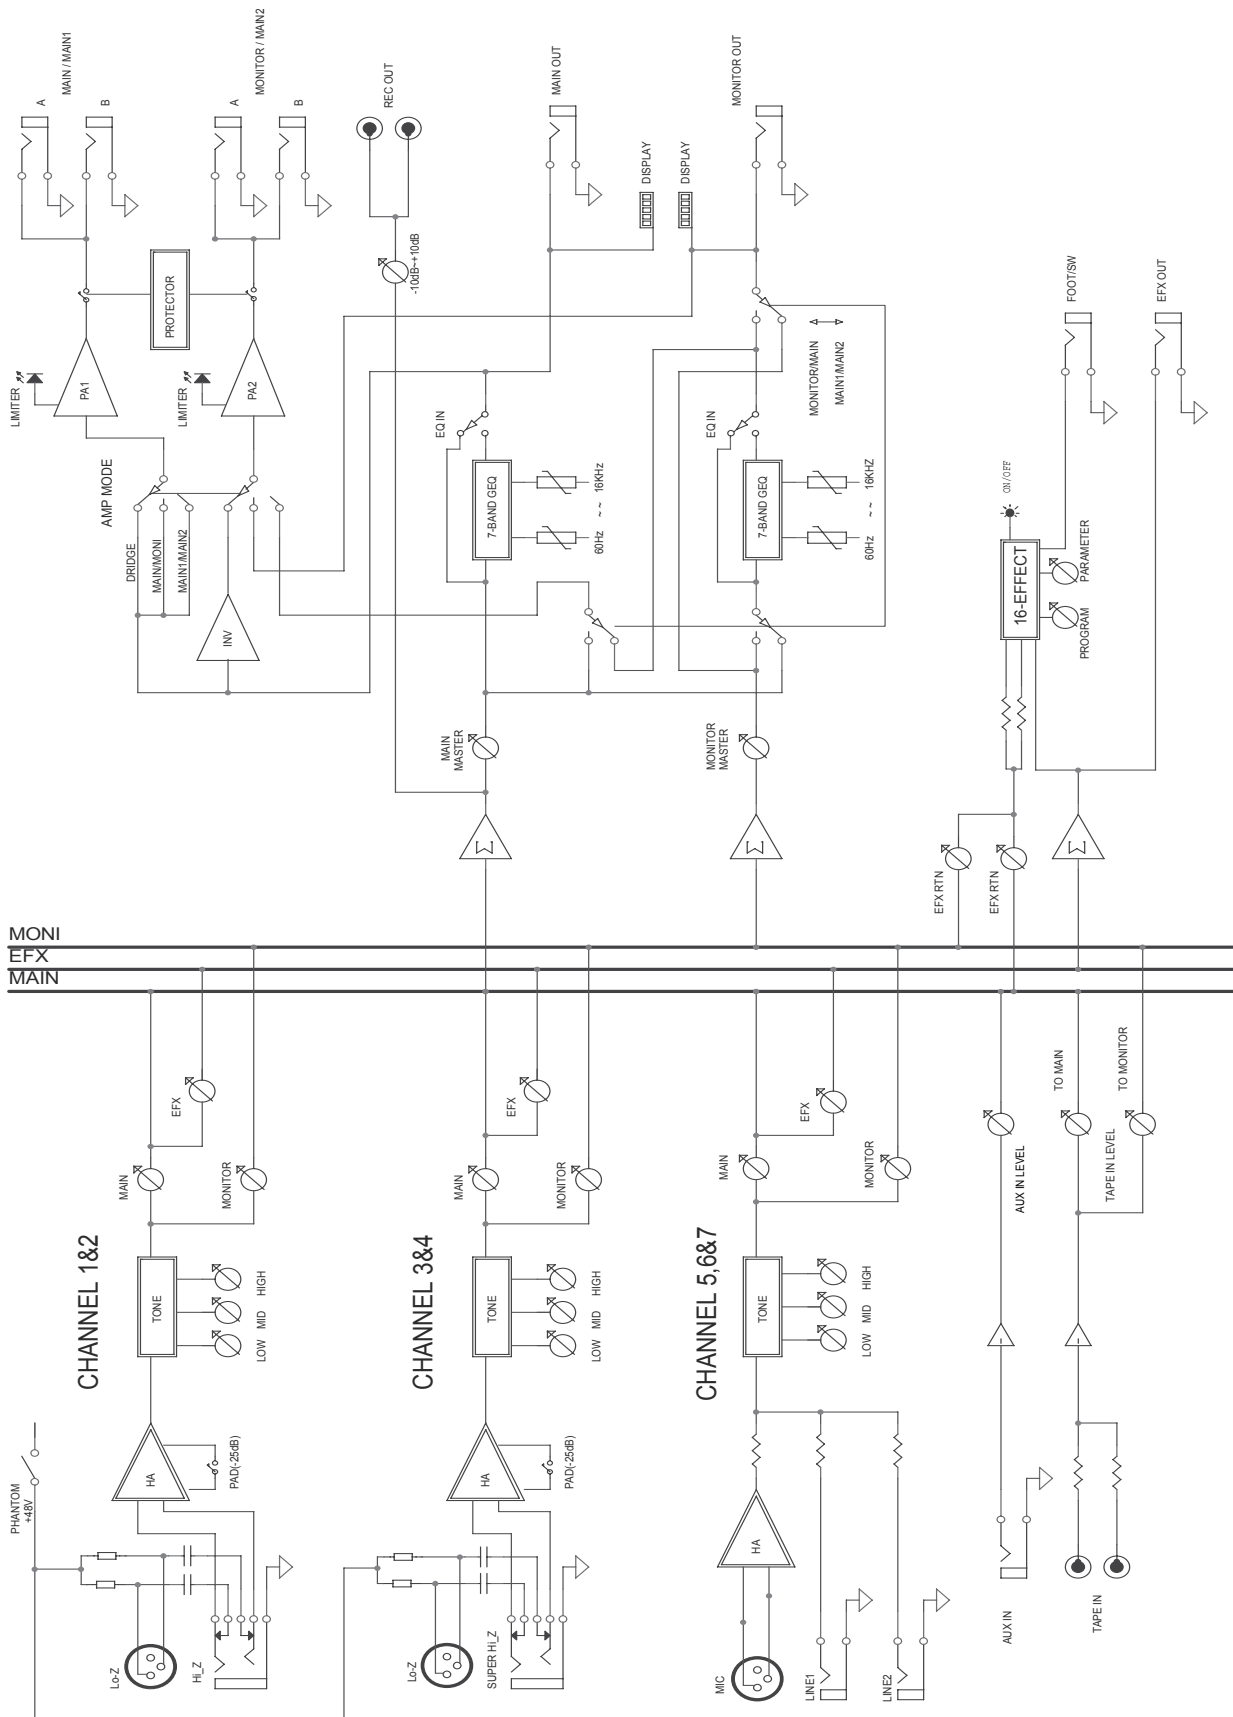 MAIN / MAIN1
A
B
MONITOR / MAIN2
A
B
REC OUT
MAIN OUT
MONITOR OUT
DISPLAY
DISPLAY
PROTECTOR
-10dB~+10dB
LIMITER
PA1
LIMITER
PA2
AMP MODE
DRIDGE
MAIN/MONI
MAIN1/MAIN2
INV
EQ IN
7-BAND GEQ
60Hz ~ ~ 16KHz
EQ IN
7-BAND GEQ
60Hz ~ ~ 16KHZ
MONITOR/MAIN
MAIN1/MAIN2
FOOT/SW
EFX OUT
ON/OFF
16-EFFECT
PROGRAM
PARAMETER
MAIN
MASTER
MONITOR
MASTER
Σ
Σ
Σ
EFX RTN
EFX RTN
MONI
EFX
MAIN
EFX
MAIN
MONITOR
CHANNEL 1&2
TONE
LOW
MID
HIGH
HA
PAD(-25dB)
PHANTOM
+48V
Lo-Z
Hi_Z
EFX
MAIN
MONITOR
CHANNEL 3&4
TONE
LOW
MID
HIGH
HA
PAD(-25dB)
Lo-Z
SUPER Hi_Z
EFX
MAIN
MONITOR
CHANNEL 5,6&7
TONE
LOW
MID
HIGH
HA
MIC
LINE1
LINE2
AUX IN LEVEL
AUX IN
TO MAIN
TO MONITOR
TAPE IN LEVEL
TAPE IN